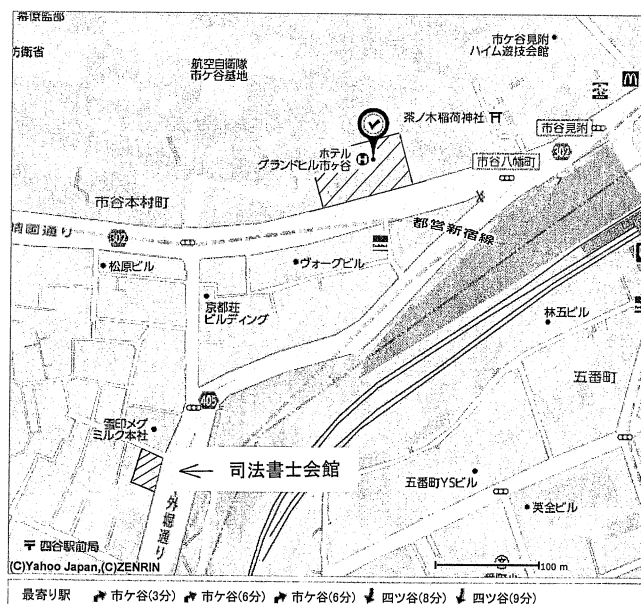 幕原監部
防衛省
航空自衛隊
市ケ谷基地
市ケ谷見附
ハイム遊技会館
茶ノ木稲荷神社
市谷見附
302
ホテル
グランドヒル市ヶ谷
H
市谷八幡町
市谷本村町
靖国通り
302
都営新宿線
松原ビル
ヴォーグビル
京都荘
ビルディング
林五ビル
五番町
405
雪印メグ
ミルク本社
司法書士会館
外堀通り
五番町YSビル
英全ビル
〒四谷駅前局
(C)Yahoo Japan,(C)ZENRIN
100 m
最寄り駅 市ケ谷(3分) 市ケ谷(6分) 市ケ谷(6分) 四ツ谷(8分) 四ツ谷(9分)